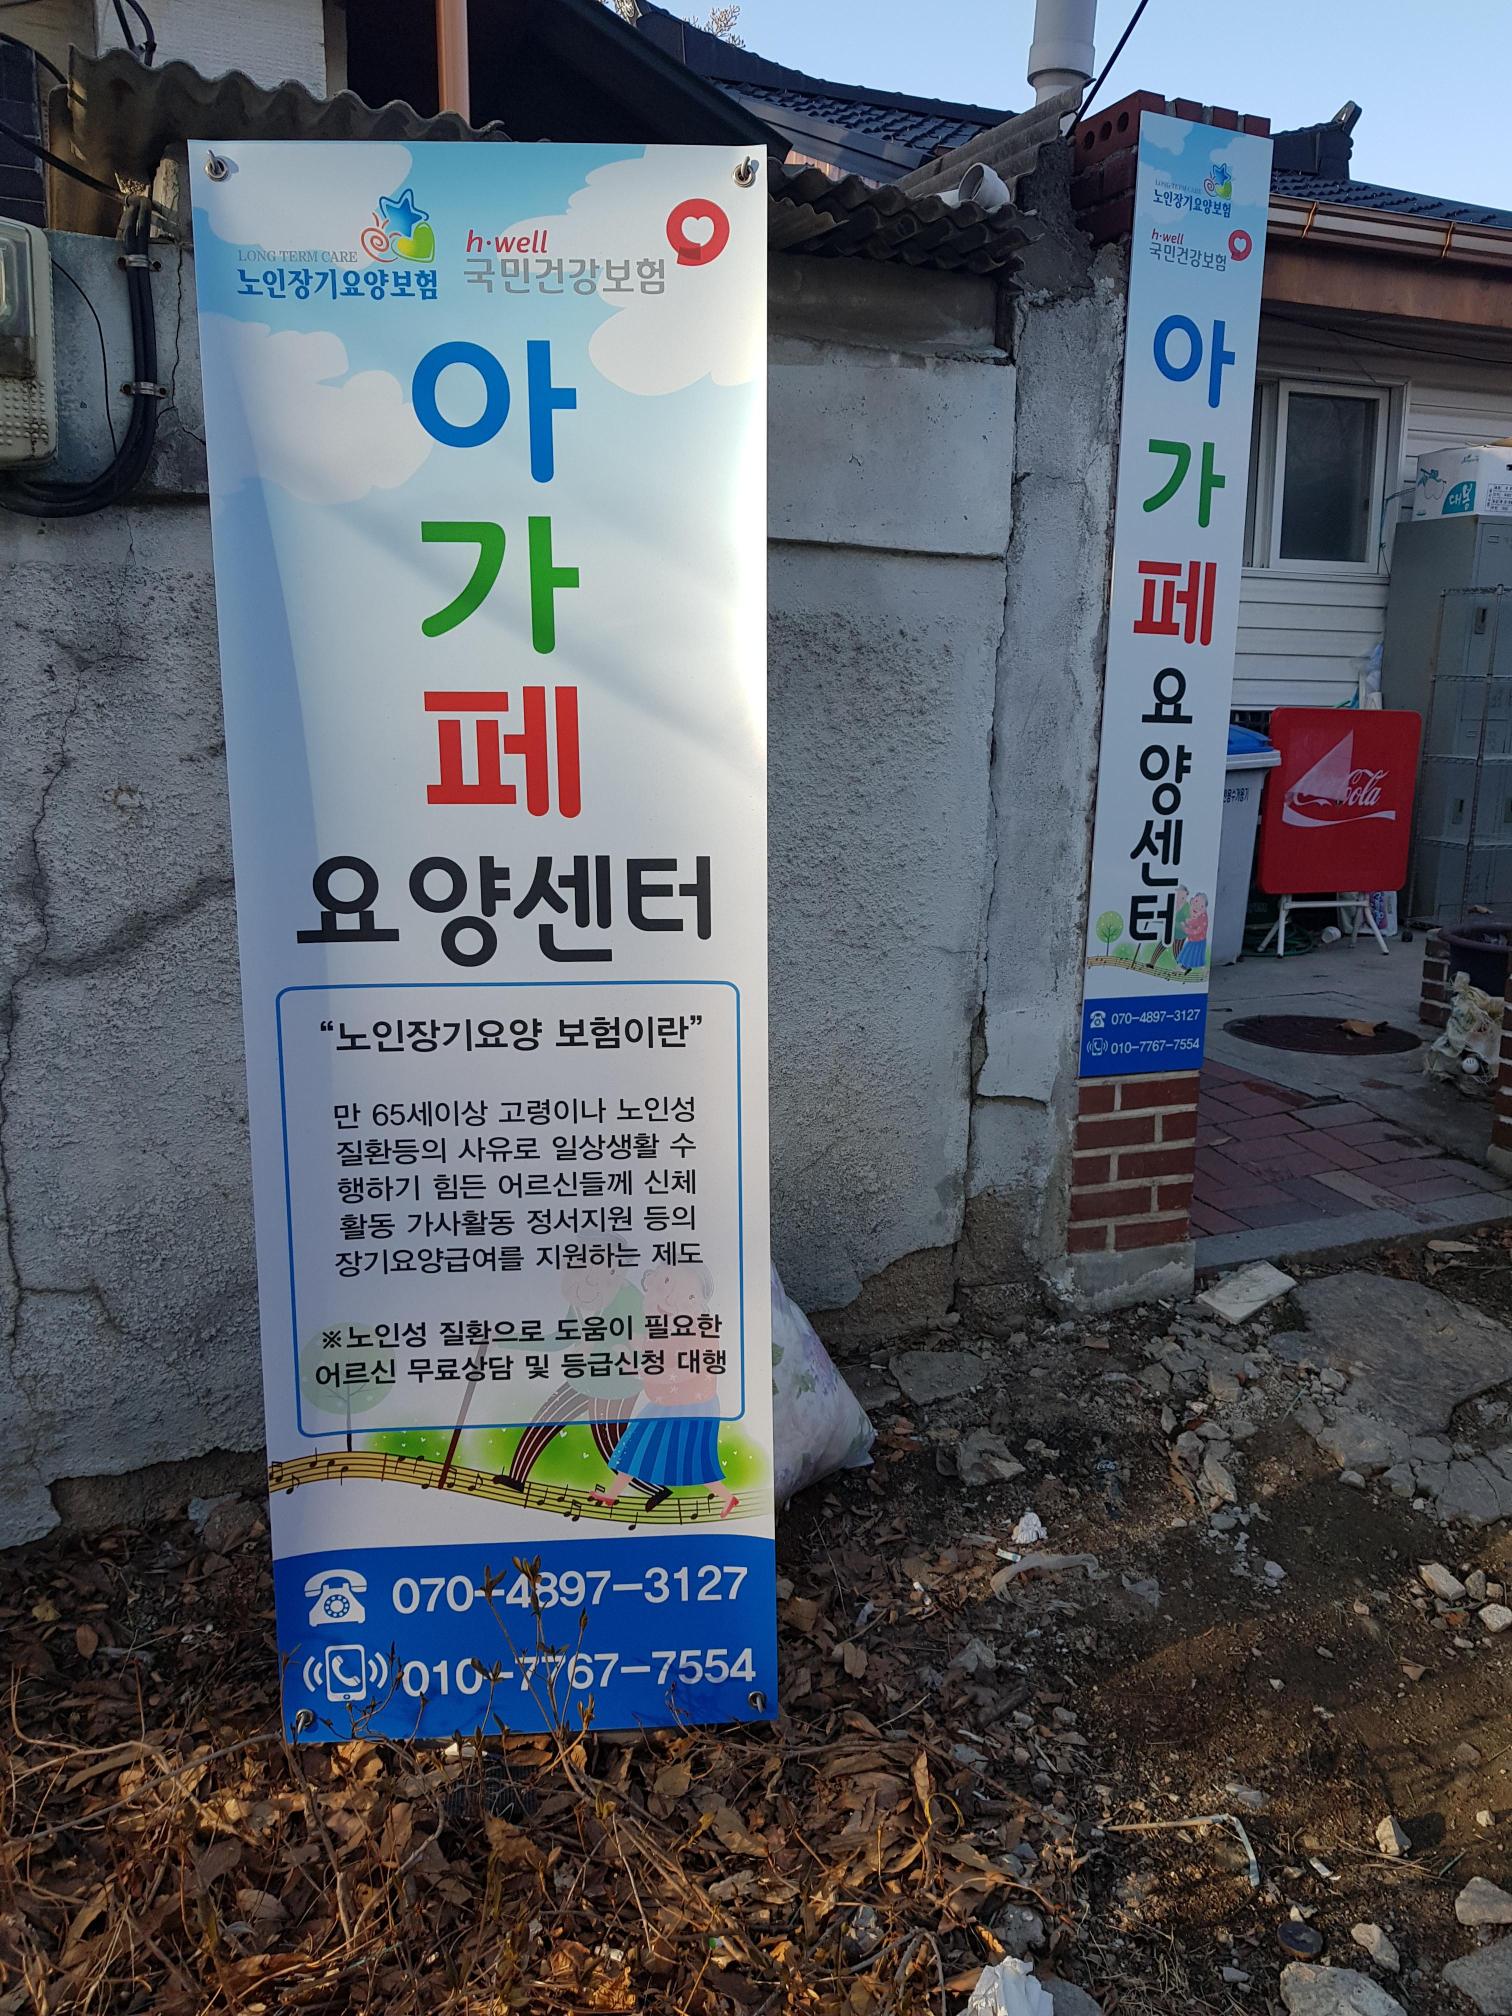 LONG TERM CARE
노인장기요양보험
h·well
국민건강보험
아
가
페
요양센터
“노인장기요양 보험이란”
만 65세이상 고령이나 노인성
질환등의 사유로 일상생활 수
행하기 힘든 어르신들께 신체
활동 가사활동 정서지원 등의
장기요양급여를 지원하는 제도
※노인성 질환으로 도움이 필요한
어르신 무료상담 및 등급신청 대행
070-4897-3127
010-7767-7554
LONG TERM CARE
노인장기요양보험
h·well
국민건강보험
아
가
페
요
양
센
터
070-4897-3127
010-7767-7554
대봉